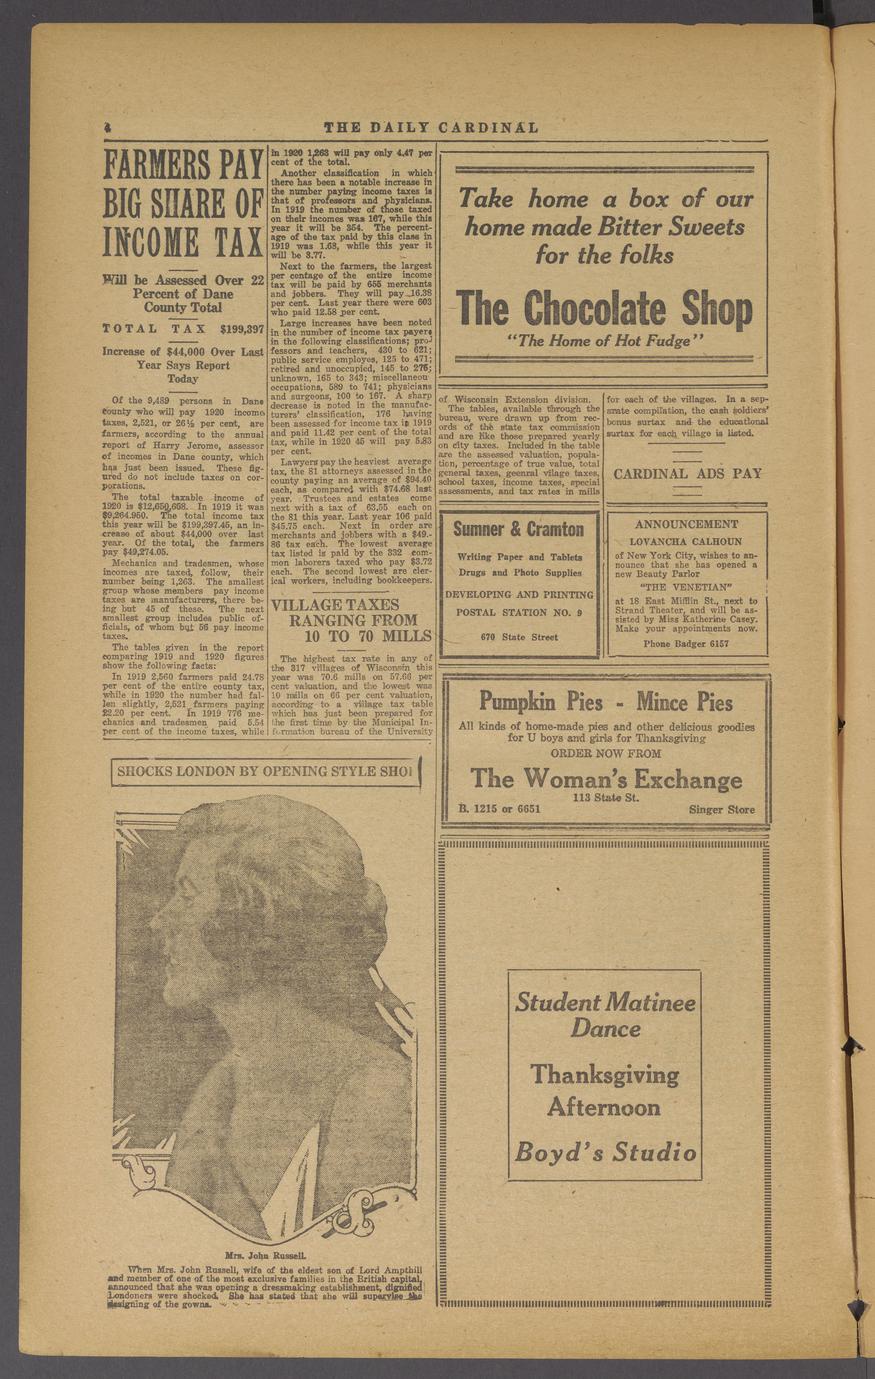 4
THE DAILY CARDINAL
FARMERS PAY
BIG SHARE OF
INCOME TAX
Will be Assessed Over 22
Percent of Dane
County Total
TOTAL TAX $199,397
Increase of $44,000 Over Last
Year Says Report
Today
Of the 9,489 persons in Dane
county who will pay 1920 income
taxes, 2,521, or 26½ per cent, are
farmers, according to the annual
report of Harry Jerome, assessor
of incomes in Dane county, which
has just been issued. These fig-
ured do not include taxes on cor-
porations.
The total taxable income of
1920 is $12,650,658. In 1919 it was
$9,264.950. The total income tax
this year will be $199,397.45, an in-
crease of about $44,000 over last
year. Of the total, the farmers
pay $49,274.05.
Mechanics and tradesmen, whose
incomes are taxed, follow, their
number being 1,263. The smallest
group whose members pay income
taxes are manufacturers, there be-
ing but 45 of these. The next
smallest group includes public of-
ficials, of whom but 56 pay income
taxes.
The tables given in the report
comparing 1919 and 1920 figures
show the following facts:
In 1919 2,560 farmers paid 24.78
per cent of the entire county tax,
while in 1920 the number had fal-
len slightly, 2,521 farmers paying
22.20 per cent. In 1919 776 me-
chanics and tradesmen paid 5.54
per cent of the income taxes, while
in 1920 1,263 will pay only 4.47 per
cent of the total.
Another classification in which
there has been a notable increase in
the number paying income taxes is
that of professors and physicians.
In 1919 the number of those taxed
on their incomes was 167, while this
year it will be 354. The percent-
age of the tax paid by this class in
1919 was 1.68, while this year it
will be 3.77.
Next to the farmers, the largest
per centage of the entire income
tax will be paid by 655 merchants
and jobbers. They will pay 16.38
per cent. Last year there were 603
who paid 12.58 per cent.
Large increases have been noted
in the number of income tax payers
in the following classifications; pro-
fessors and teachers, 430 to 621;
public service employes, 125 to 471;
retired and unoccupied, 145 to 276;
unknown, 165 to 343; miscellaneou
occupations, 589 to 741; physicians
and surgeons, 100 to 167. A sharp
decrease is noted in the manufac-
turers' classification, 176 having
been assessed for income tax in 1919
and paid 11.42 per cent of the total
tax, while in 1920 45 will pay 5.83
per cent.
Lawyers pay the heaviest average
tax, the 81 attorneys assessed in the
county paying an average of $94.40
each, as compared with $74.68 last
year. Trustees and estates come
next with a tax of 63,55 each on
the 81 this year. Last year 106 paid
$45.75 each. Next in order are
merchants and jobbers with a $49.-
86 tax each. The lowest average
tax listed is paid by the 332 com-
mon laborers taxed who pay $3.72
each. The second lowest are cler-
ical workers, including bookkeepers.
VILLAGE TAXES
RANGING FROM
10 TO 70 MILLS
The highest tax rate in any of
the 317 villages of Wisconsin this
year was 70.6 mills on 57.66 per
cent valuation, and the lowest was
10 mills on 66 per cent valuation,
according to a village tax table
which has just been prepared for
the first time by the Municipal In-
formation bureau of the University
of Wisconsin Extension division.
The tables, available through the
bureau, were drawn up from rec-
ords of the state tax commission
and are like those prepared yearly
on city taxes. Included in the table
are the assessed valuation, popula-
tion, percentage of true value, total
general taxes, geenral vilage taxes,
school taxes, income taxes, special
assessments, and tax rates in mills
for each of the villages. In a sep-
arate compilation, the cash soldiers'
bonus surtax and the educational
surtax for each village is listed.
CARDINAL ADS PAY
Take home a box of our
home made Bitter Sweets
for the folks
The Chocolate Shop
"The Home of Hot Fudge"
Sumner & Cramton
Writing Paper and Tablets
Drugs and Photo Supplies
DEVELOPING AND PRINTING
POSTAL STATION NO. 9
670 State Street
ANNOUNCEMENT
LOVANCHA CALHOUN
of New York City, wishes to an-
nounce that she has opened a
new Beauty Parlor
"THE VENETIAN"
at 18 East Mifflin St., next to
Strand Theater, and will be as-
sisted by Miss Katherine Casey.
Make your appointments now.
Phone Badger 6157
Pumpkin Pies - Mince Pies
All kinds of home-made pies and other delicious goodies
for U boys and girls for Thanksgiving
ORDER NOW FROM
The Woman's Exchange
113 State St.
B. 1215 or 6651 Singer Store
SHOCKS LONDON BY OPENING STYLE SHO
Mrs. John Russell.
When Mrs. John Russell, wife of the eldest son of Lord Ampthill
and member of one of the most exclusive families in the British capital,
announced that she was opening a dressmaking establishment, dignified
Londoners were shocked. She has stated that she will supervise the
designing of the gowns.
Student Matinee
Dance
Thanksgiving
Afternoon
Boyd's Studio